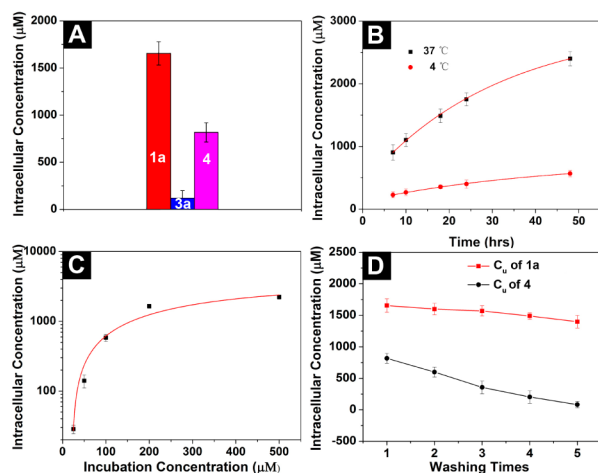 A
Intracellular Concentration (μM)
2000
1500
1000
500
0
1a
3a
4
B
Intracellular Concentration (μM)
3000
2000
1000
0
37 ℃
4 ℃
0 10 20 30 40 50
Time (hrs)
C
Intracellular Concentration (μM)
10000
1000
100
0 100 200 300 400 500
Incubation Concentration (μM)
D
Intracellular Concentration (μM)
2500
2000
1500
1000
500
0
-500
Cu of 1a
Cu of 4
1 2 3 4 5
Washing Times